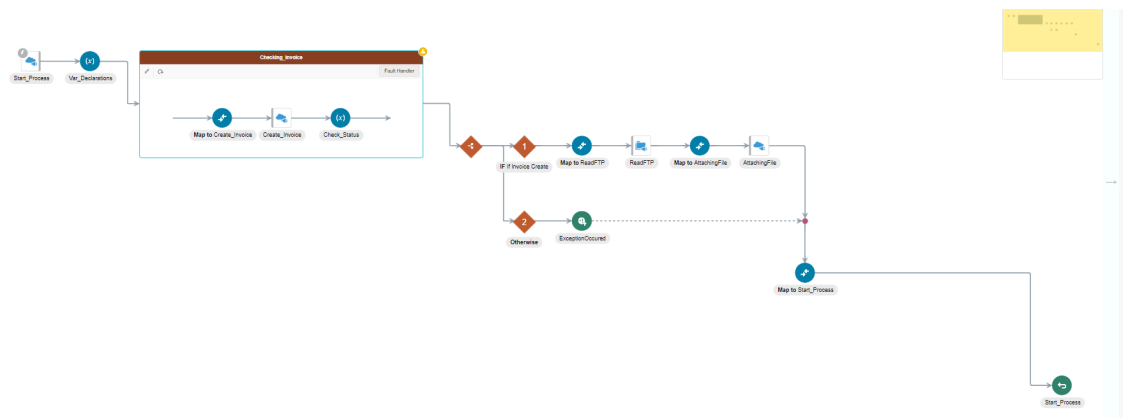 Checking_Invoice
Fault Handler
Start_Process
Var_Declarations
Map to Create_Invoice
Create_Invoice
Check_Status
1
IF If Invoice Create
Map to ReadFTP
ReadFTP
Map to AttachingFile
AttachingFile
2
Otherwise
ExceptionOccured
Map to Start_Process
Start_Process